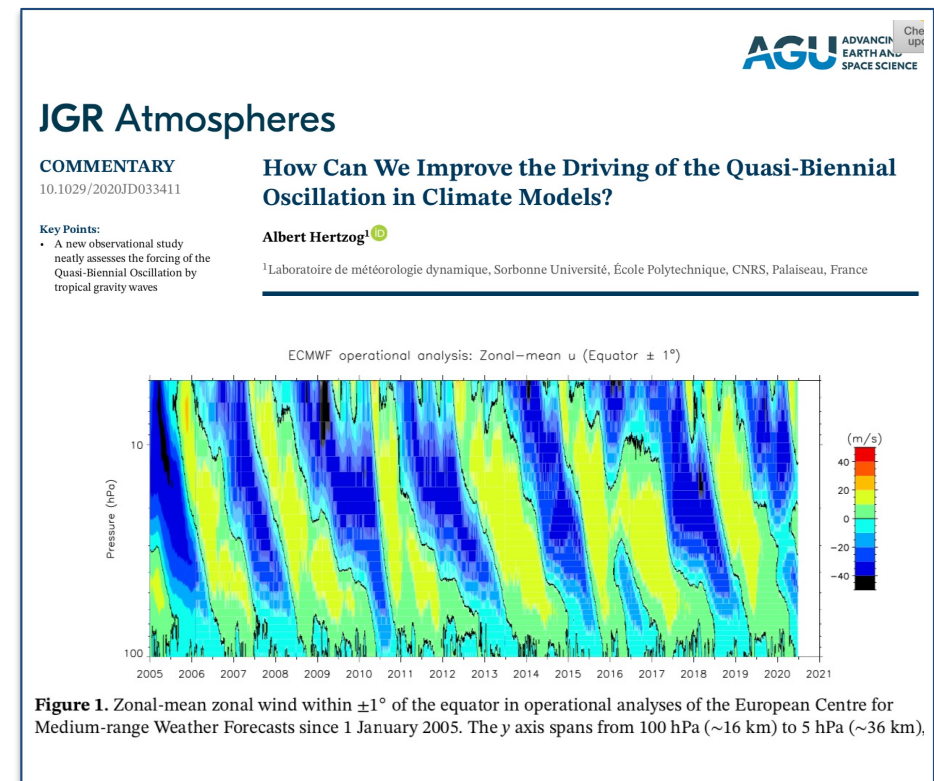 Che
upd
AGU
ADVANCING
EARTH AND
SPACE SCIENCE
JGR Atmospheres
COMMENTARY
10.1029/2020JD033411
Key Points:
• A new observational study
neatly assesses the forcing of the
Quasi-Biennial Oscillation by
tropical gravity waves
How Can We Improve the Driving of the Quasi-Biennial
Oscillation in Climate Models?
Albert Hertzog1 iD
1Laboratoire de météorologie dynamique, Sorbonne Université, École Polytechnique, CNRS, Palaiseau, France
ECMWF operational analysis: Zonal-mean u (Equator ± 1°)
Pressure (hPa)
10
100
2005 2006 2007 2008 2009 2010 2011 2012 2013 2014 2015 2016 2017 2018 2019 2020 2021
(m/s)
40
20
0
-20
-40
Figure 1. Zonal-mean zonal wind within ±1° of the equator in operational analyses of the European Centre for
Medium-range Weather Forecasts since 1 January 2005. The y axis spans from 100 hPa (~16 km) to 5 hPa (~36 km),